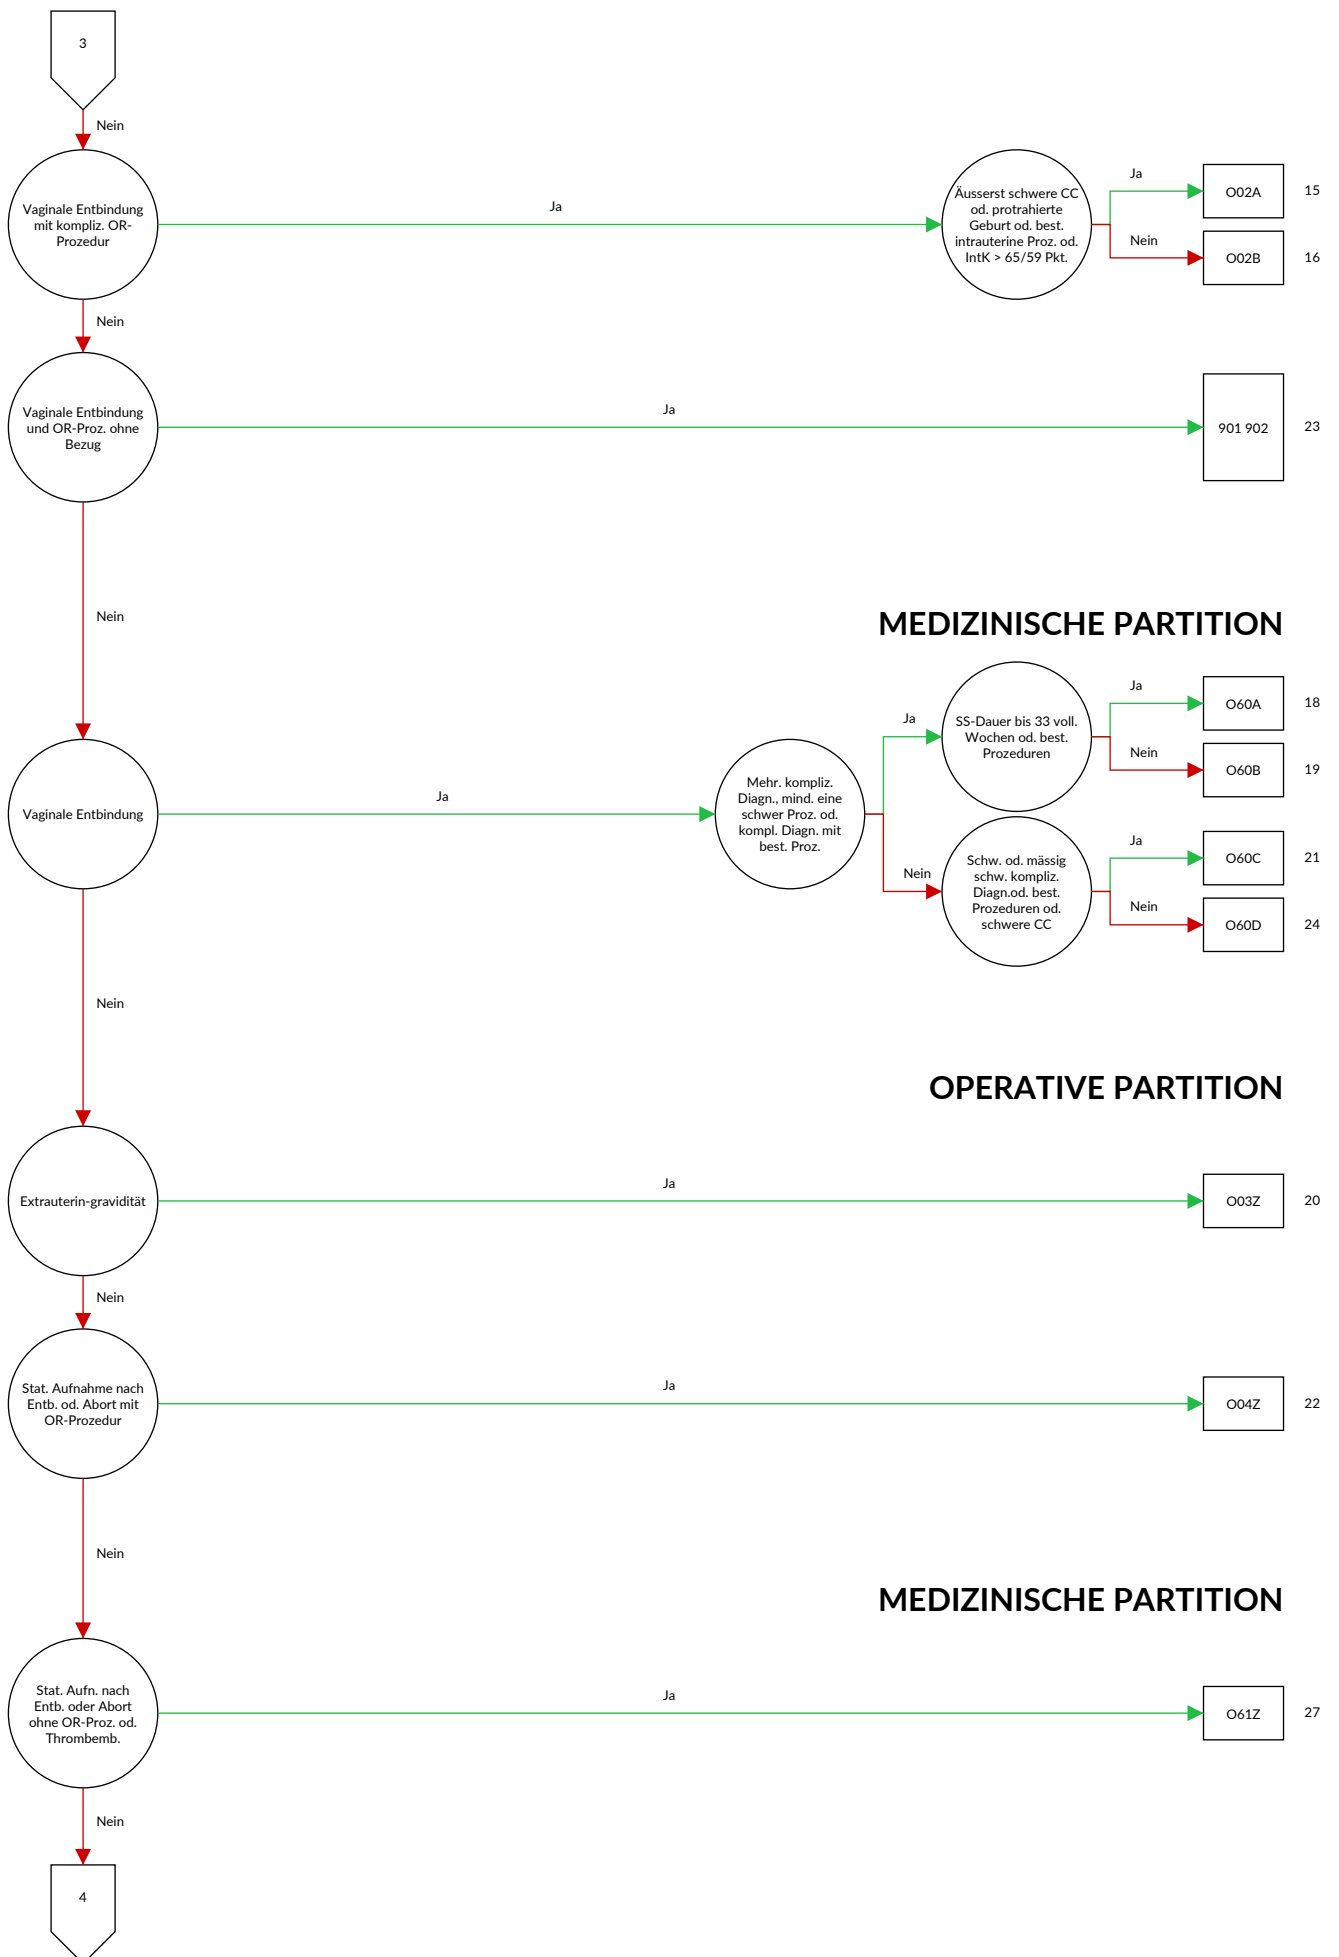 3
Nein
Vaginale Entbindung
mit kompliz. OR-
Prozedur
Ja
Äusserst schwere CC
od. protrahierte
Geburt od. best.
intrauterine Proz. od.
IntK > 65/59 Pkt.
Ja
O02A
15
Nein
O02B
16
Nein
Vaginale Entbindung
und OR-Proz. ohne
Bezug
Ja
901 902
23
Nein
MEDIZINISCHE PARTITION
Vaginale Entbindung
Ja
Mehr. kompliz.
Diagn., mind. eine
schwer Proz. od.
kompl. Diagn. mit
best. Proz.
Ja
SS-Dauer bis 33 voll.
Wochen od. best.
Prozeduren
Ja
O60A
18
Nein
O60B
19
Nein
Schw. od. mässig
schw. kompliz.
Diagn.od. best.
Prozeduren od.
schwere CC
Ja
O60C
21
Nein
O60D
24
Nein
OPERATIVE PARTITION
Extrauterin-gravidität
Ja
O03Z
20
Nein
Stat. Aufnahme nach
Entb. od. Abort mit
OR-Prozedur
Ja
O04Z
22
Nein
MEDIZINISCHE PARTITION
Stat. Aufn. nach
Entb. oder Abort
ohne OR-Proz. od.
Thrombemb.
Ja
O61Z
27
Nein
4